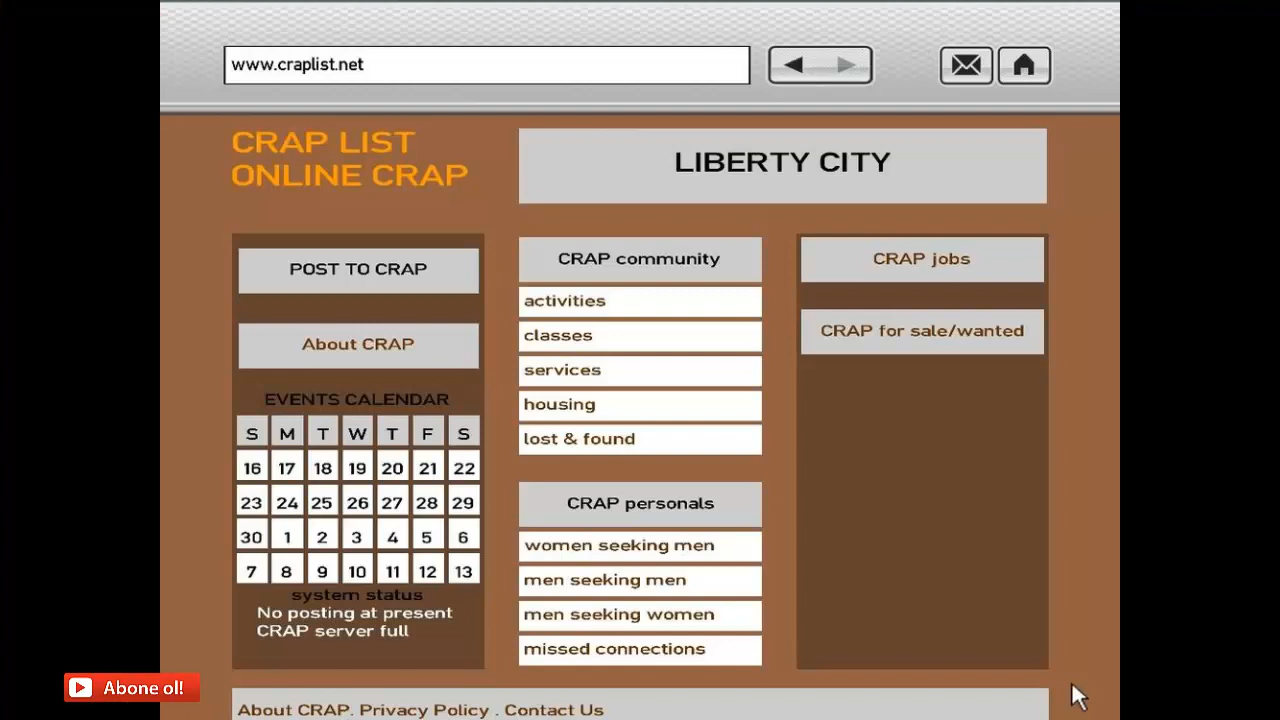 www.craplist.net
CRAP LIST
ONLINE CRAP
LIBERTY CITY
POST TO CRAP
About CRAP
EVENTS CALENDAR
S M T W T F S
16 17 18 19 20 21 22
23 24 25 26 27 28 29
30 1 2 3 4 5 6
7 8 9 10 11 12 13
system status
No posting at present
CRAP server full
CRAP community
activities
classes
services
housing
lost & found
CRAP personals
women seeking men
men seeking men
men seeking women
missed connections
CRAP jobs
CRAP for sale/wanted
About CRAP. Privacy Policy . Contact Us
Abone ol!